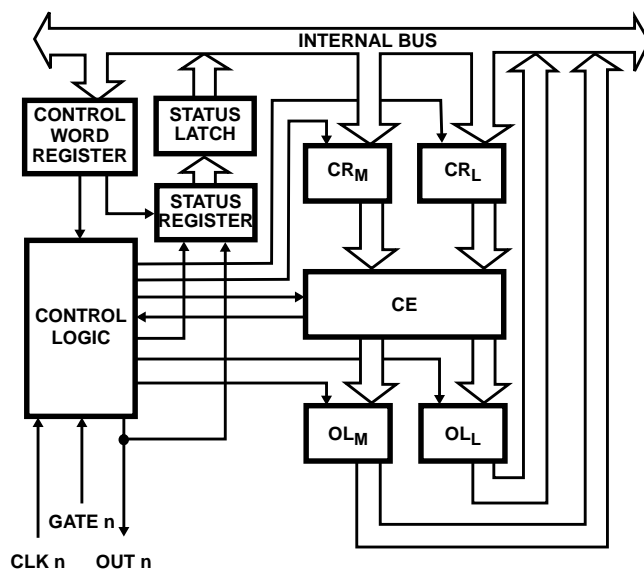 INTERNAL BUS
CONTROL
WORD
REGISTER
STATUS
LATCH
STATUS
REGISTER
CRM
CRL
CONTROL
LOGIC
CE
OLM
OLL
GATE n
CLK n
OUT n